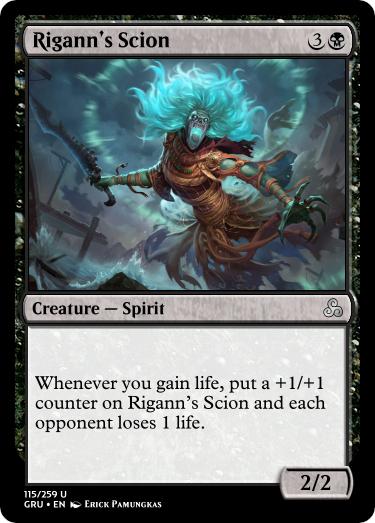 Rigann's Scion 3
Creature — Spirit
Whenever you gain life, put a +1/+1
counter on Rigann's Scion and each
opponent loses 1 life.
2/2
115/259 U
GRU • EN Erick Pamungkas